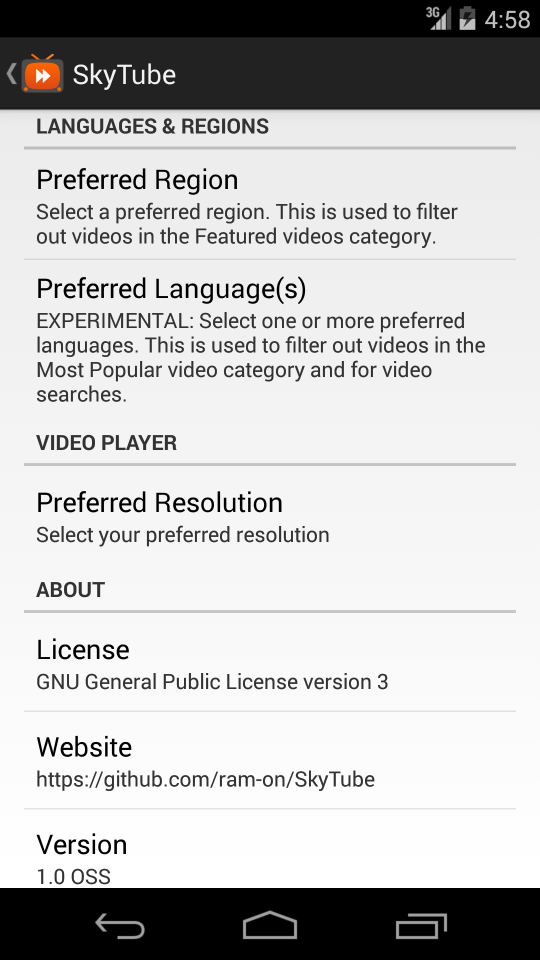 3G 4:58
SkyTube
LANGUAGES & REGIONS
Preferred Region
Select a preferred region. This is used to filter
out videos in the Featured videos category.
Preferred Language(s)
EXPERIMENTAL: Select one or more preferred
languages. This is used to filter out videos in the
Most Popular video category and for video
searches.
VIDEO PLAYER
Preferred Resolution
Select your preferred resolution
ABOUT
License
GNU General Public License version 3
Website
https://github.com/ram-on/SkyTube
Version
1.0 OSS